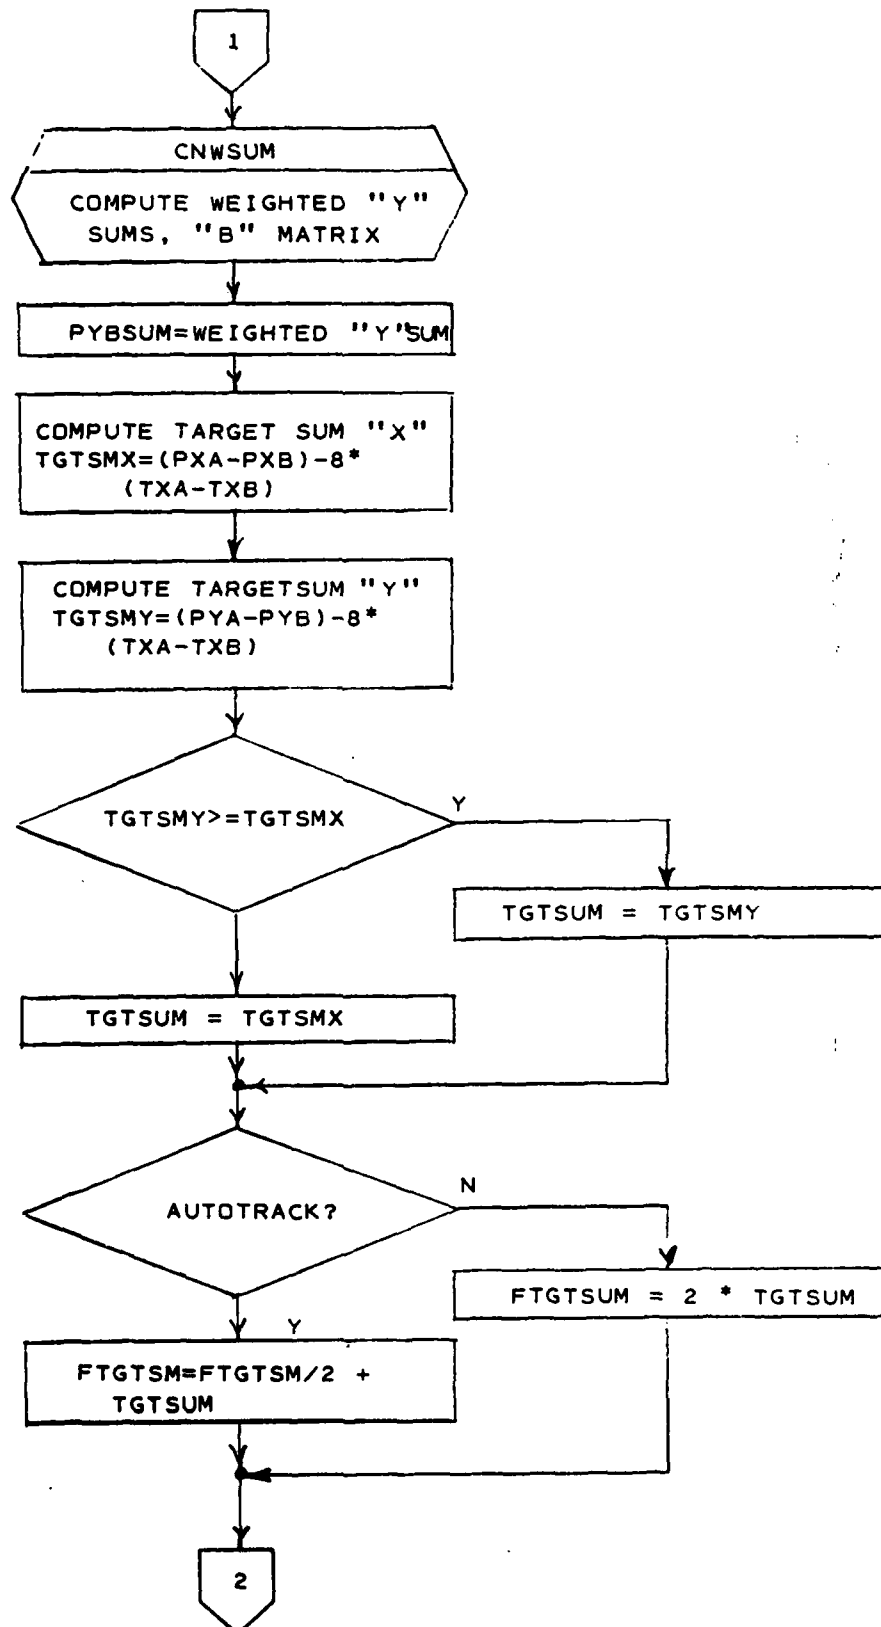 1
CNWSUM
COMPUTE WEIGHTED "Y"
SUMS, "B" MATRIX
PYBSUM=WEIGHTED "Y"SUM
COMPUTE TARGET SUM "X"
TGTSMX=(PXA-PXB)-8*
(TXA-TXB)
COMPUTE TARGETSUM "Y"
TGTSMY=(PYA-PYB)-8*
(TXA-TXB)
TGTSMY>=TGTSMX
Y
TGTSUM = TGTSMY
TGTSUM = TGTSMX
AUTOTRACK?
N
FTGTSUM = 2 * TGTSUM
Y
FTGTSM=FTGTSM/2 +
TGTSUM
2